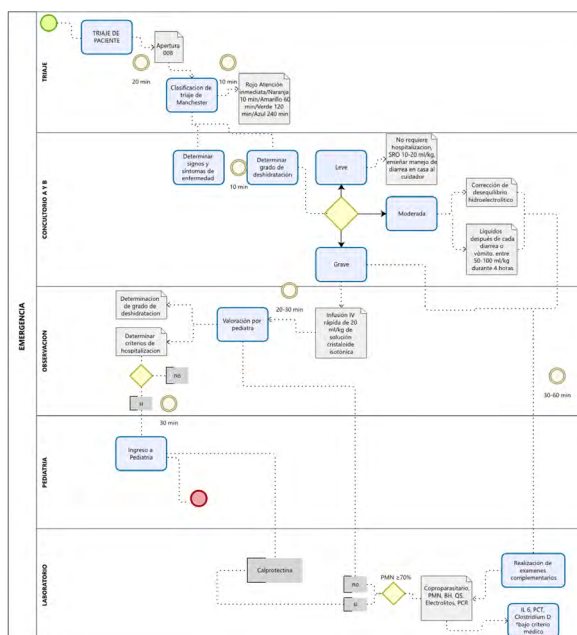 EMERGENCIA
TRIAJE
TRIAJE DE
PACIENTE
Apertura
008
20 min
10 min
Clasificacion de
triaje de
Manchester
Rojo Atención
inmediata/Naranja
10 min/Amarillo 60
min/Verde 120
min/Azul 240 min
CONCULTORIO A Y B
Determinar
signos y
síntomas de
enfermedad
10 min
Determinar
grado de
deshidratación
Leve
No requiere
hospitalizacion,
SRO 10-20 ml/kg,
enseñar manejo de
diarrea en casa al
cuidador
Moderada
Corrección de
desequilibrio
hidroelectrolítico
Líquidos
después de cada
diarrea o
vómito, entre
50-100 ml/kg
durante 4 horas
Grave
OBSERVACION
Determinacion
de grado de
deshidratacion
Determinar
criterios de
hospitalizacion
Valoración por
pediatra
20-30 min
Infusión IV
rápida de 20
ml/kg de
solución
cristaloide
isotónica
no
si
30 min
30-60 min
PEDIATRIA
Ingreso a
Pediatría
LABORATORIO
Calprotectina
no
si
PMN ≥70%
Coproparasitario,
PMN, BH, QS,
Electrolitos, PCR
Realización de
examenes
complementarios
IL 6, PCT,
Clostridium D
*bajo criterio
médico